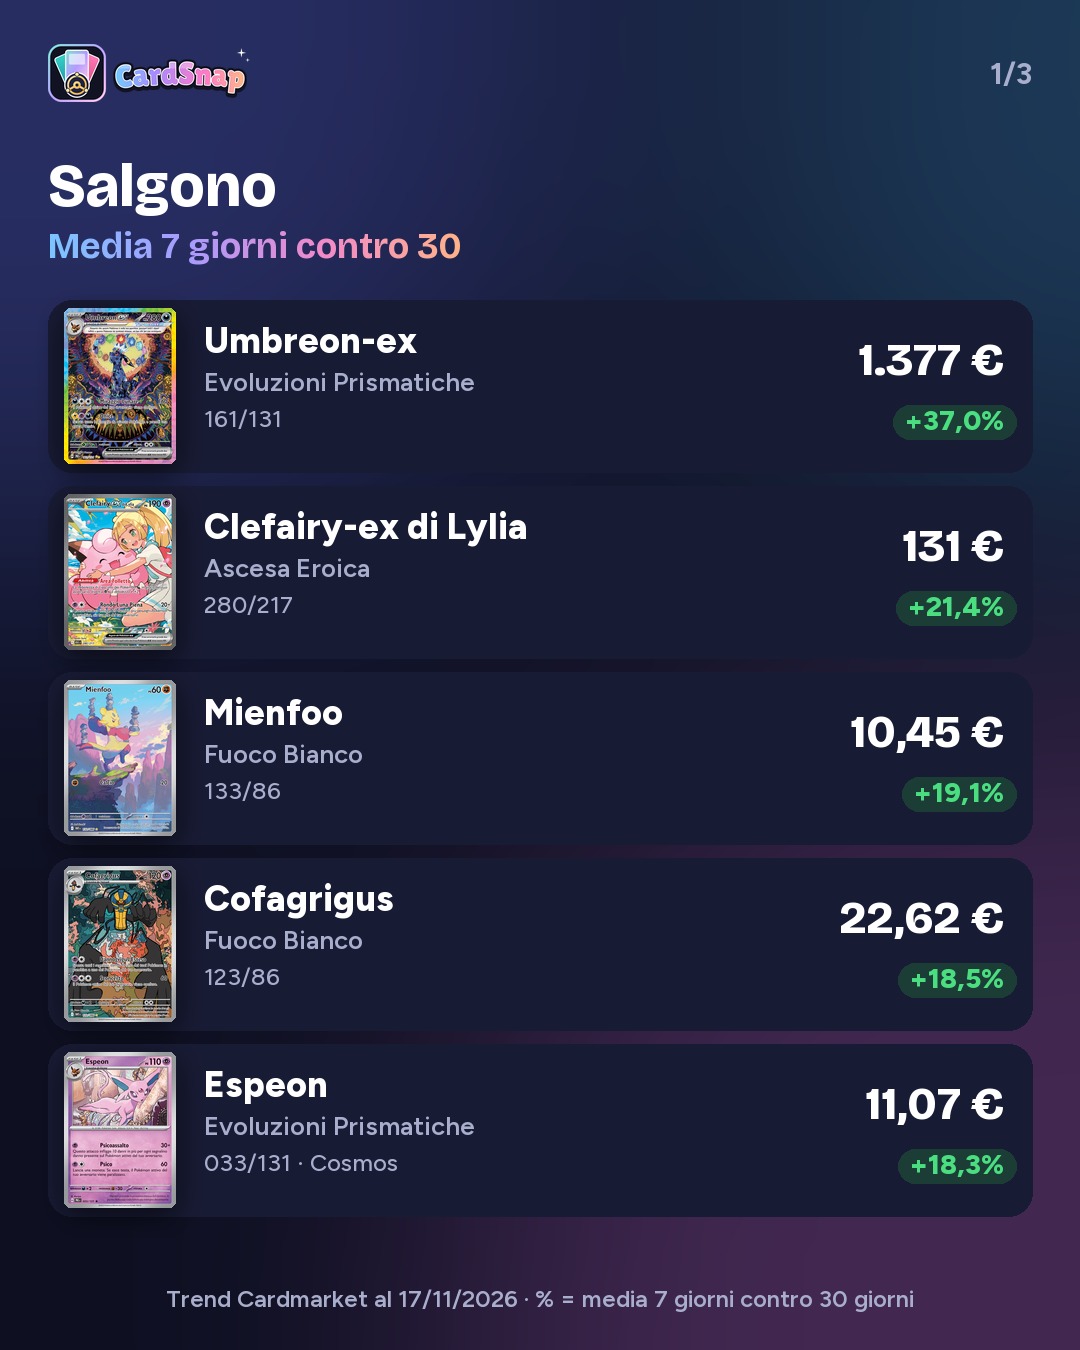 CardSnap
1/3
Salgono
Media 7 giorni contro 30
Umbreon-ex
Evoluzioni Prismatiche
161/131
1.377 €
+37,0%
Clefairy-ex di Lylia
Ascesa Eroica
280/217
131 €
+21,4%
Mienfoo
Fuoco Bianco
133/86
10,45 €
+19,1%
Cofagrigus
Fuoco Bianco
123/86
22,62 €
+18,5%
Espeon
Evoluzioni Prismatiche
033/131 · Cosmos
11,07 €
+18,3%
Trend Cardmarket al 17/11/2026 · % = media 7 giorni contro 30 giorni